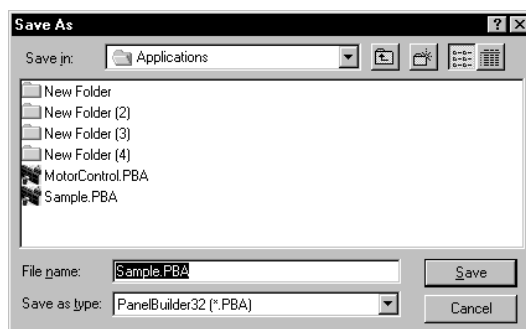 Save As
Save in: Applications
New Folder
New Folder (2)
New Folder (3)
New Folder (4)
MotorControl.PBA
Sample.PBA
File name: Sample.PBA Save
Save as type: PanelBuilder32 (*.PBA) Cancel